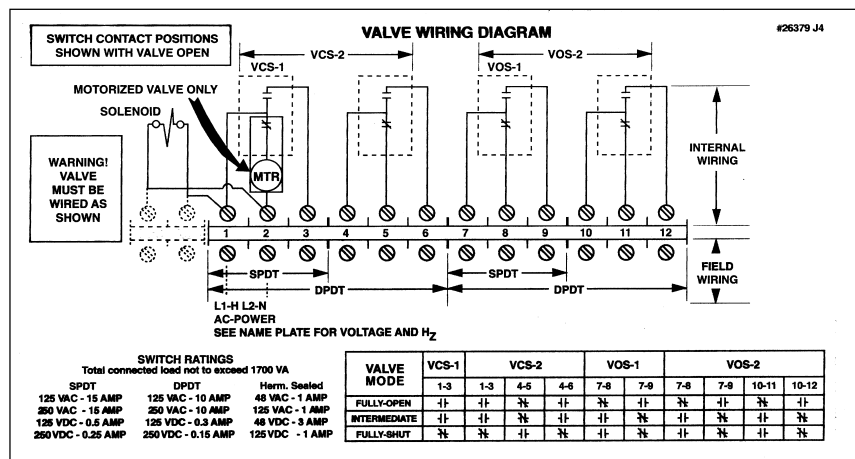 VALVE WIRING DIAGRAM
#26379 J4
SWITCH CONTACT POSITIONS
SHOWN WITH VALVE OPEN
VCS-2
VCS-1
VOS-2
VOS-1
MOTORIZED VALVE ONLY
SOLENOID
WARNING!
VALVE
MUST BE
WIRED AS
SHOWN
MTR
INTERNAL
WIRING
1 2 3 4 5 6 7 8 9 10 11 12
SPDT
SPDT
DPDT
DPDT
FIELD
WIRING
L1-H L2-N
AC-POWER
SEE NAME PLATE FOR VOLTAGE AND HZ
SWITCH RATINGS
Total connected load not to exceed 1700 VA
SPDT DPDT Herm. Sealed
125 VAC - 15 AMP 125 VAC - 10 AMP 48 VAC - 1 AMP
250 VAC - 15 AMP 250 VAC - 10 AMP 125 VAC - 1 AMP
125 VDC - 0.5 AMP 125 VDC - 0.3 AMP 48 VDC - 3 AMP
250 VDC - 0.25 AMP 250 VDC - 0.15 AMP 125 VDC - 1 AMP
VALVE
MODE
VCS-1 VCS-2 VOS-1 VOS-2
1-3 1-3 4-5 4-6 7-8 7-9 7-8 7-9 10-11 10-12
FULLY-OPEN
INTERMEDIATE
FULLY-SHUT